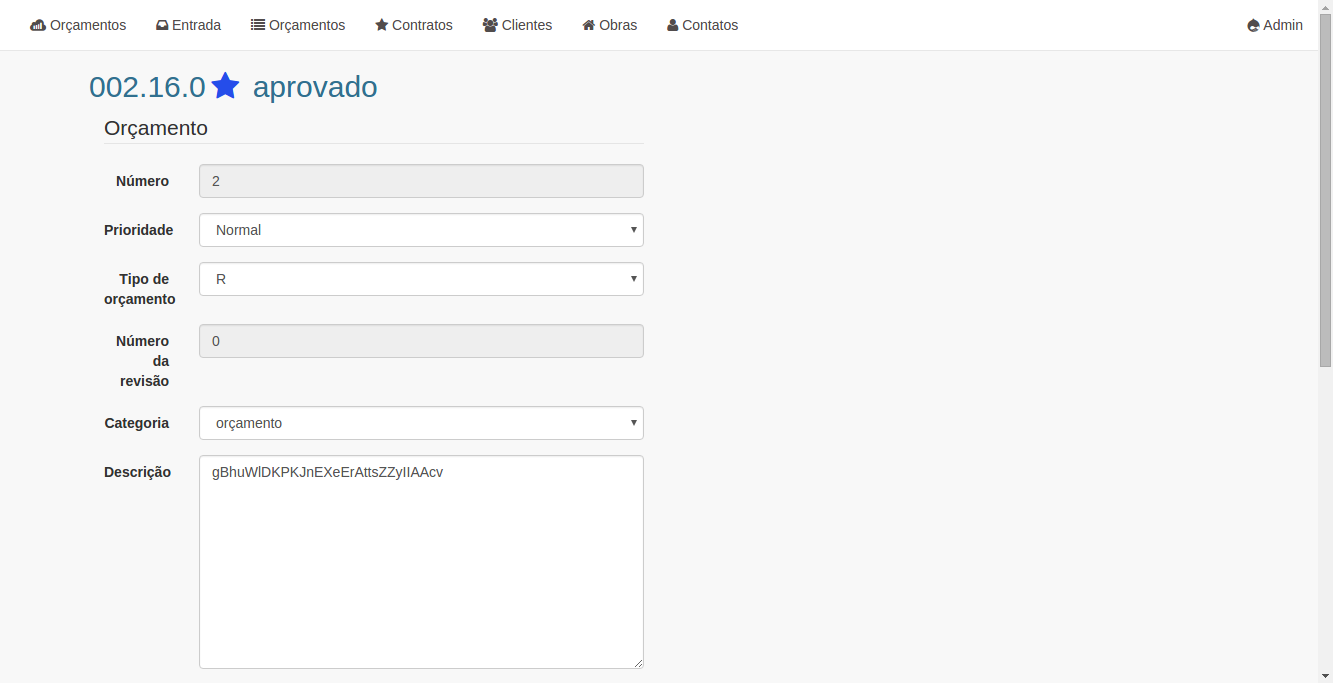 Orçamentos Entrada Orçamentos Contratos Clientes Obras Contatos Admin
002.16.0 aprovado
Orçamento
Número 2
Prioridade Normal
Tipo de R
orçamento
Número 0
da
revisão
Categoria orçamento
Descrição gBhuWlDKPKJnEXeErAttsZZyIIAAcv